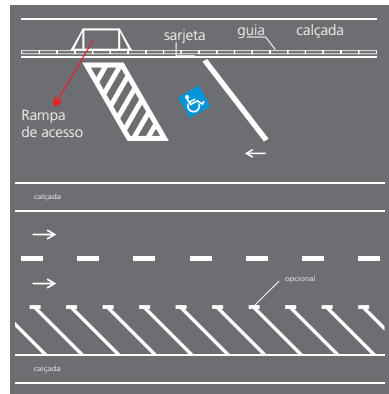 sarjeta
guia
calçada
Rampa
de acesso
calçada
opcional
calçada